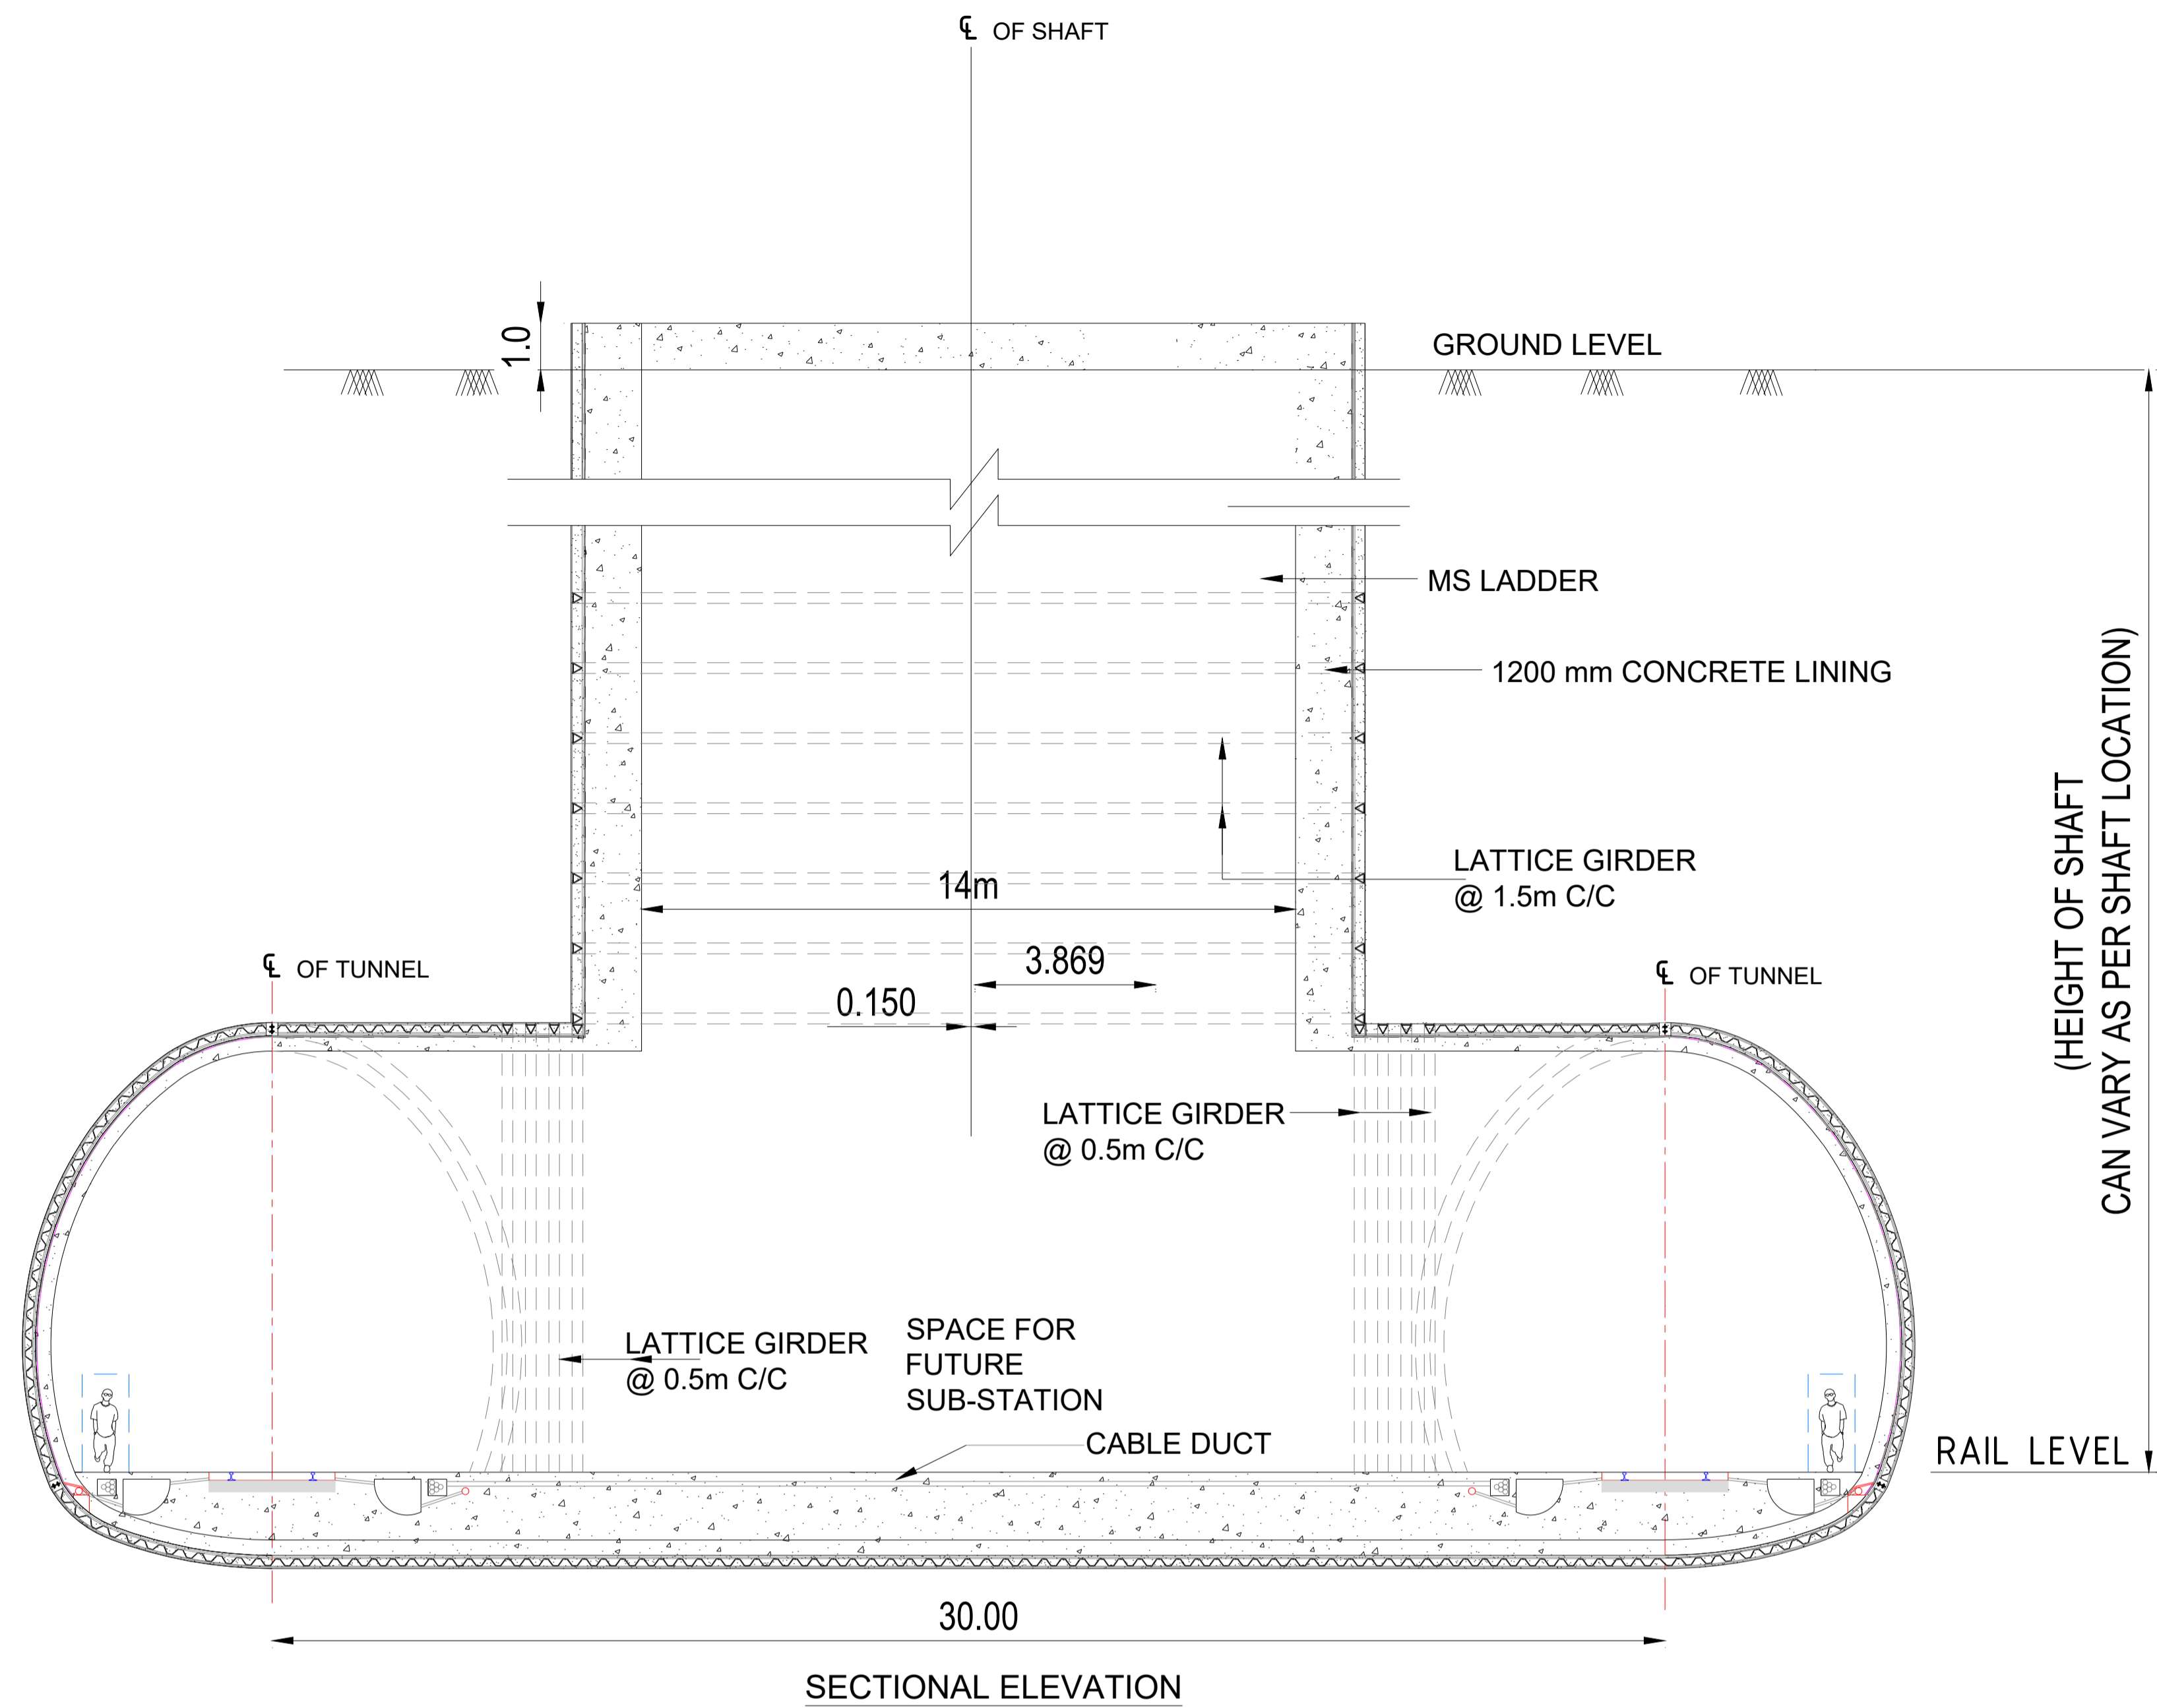 ℄ OF SHAFT
1.0
GROUND LEVEL
MS LADDER
1200 mm CONCRETE LINING
LATTICE GIRDER
@ 1.5m C/C
14m
3.869
0.150
℄ OF TUNNEL
℄ OF TUNNEL
(HEIGHT OF SHAFT
CAN VARY AS PER SHAFT LOCATION)
LATTICE GIRDER
@ 0.5m C/C
LATTICE GIRDER
@ 0.5m C/C
SPACE FOR
FUTURE
SUB-STATION
CABLE DUCT
RAIL LEVEL
30.00
SECTIONAL ELEVATION